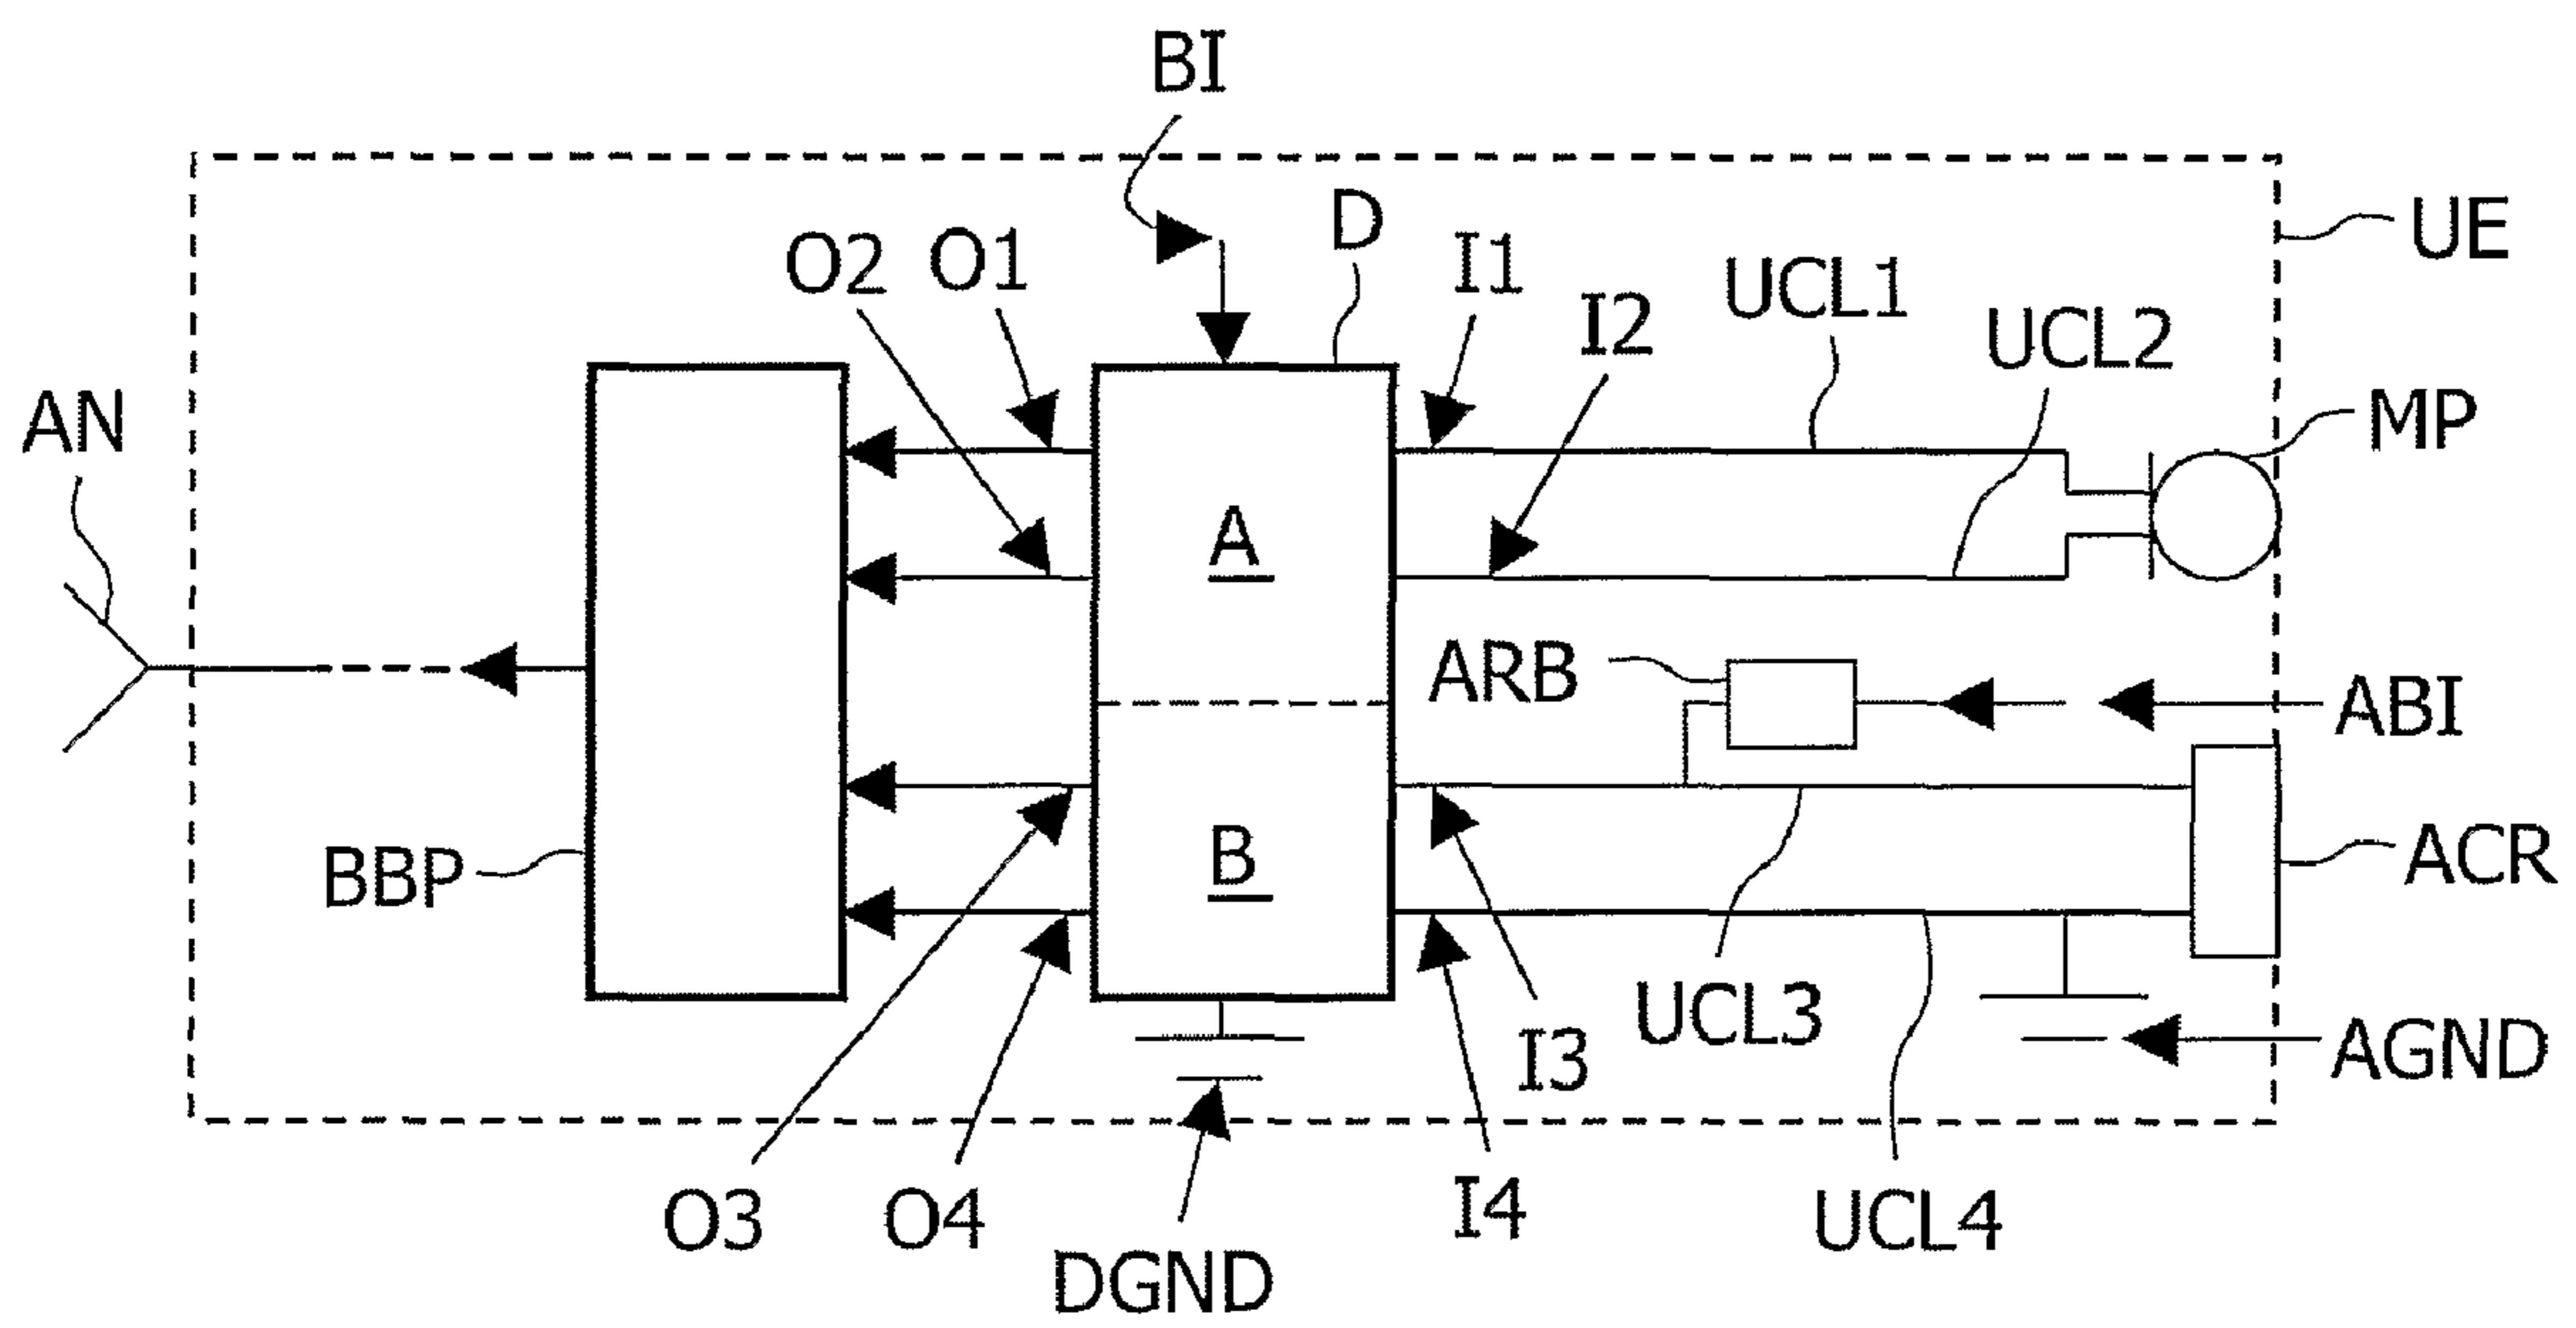 BI
D
UE
O2
O1
I1
UCL1
I2
UCL2
AN
MP
A
ARB
ABI
BBP
B
ACR
UCL3
I3
AGND
O3
O4
I4
UCL4
DGND